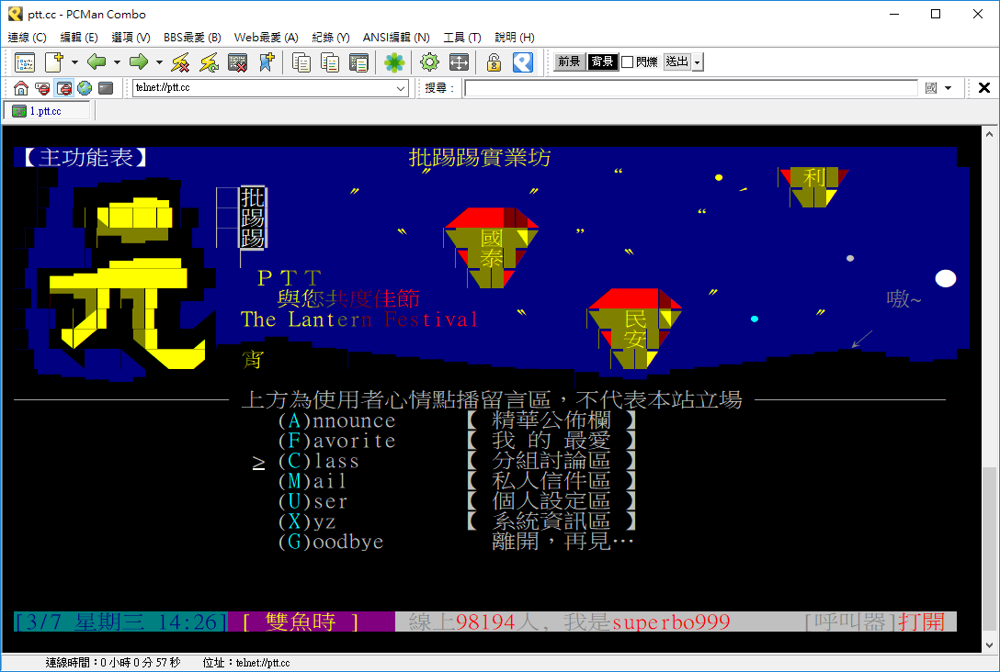 ptt.cc - PCMan Combo
連線 (C) 編輯 (E) 選項 (V) BBS最愛 (B) Web最愛 (A) 紀錄 (Y) ANSI編輯 (N) 工具 (T) 說明 (H)
前景 背景 閃爍 送出
telnet://ptt.cc 搜尋： 國
1.ptt.cc
【主功能表】 批踢踢實業坊
利
批踢踢
國泰
ＰＴＴ
與您共度佳節
嗷~
The Lantern Festival
民安
宵
上方為使用者心情點播留言區，不代表本站立場
(A)nnounce 【 精華公佈欄 】
(F)avorite 【 我 的 最愛 】
≥ (C)lass 【 分組討論區 】
(M)ail 【 私人信件區 】
(U)ser 【 個人設定區 】
(X)yz 【 系統資訊區 】
(G)oodbye 離開，再見…
[3/7 星期三 14:26] [ 雙魚時 ] 線上98194人, 我是superbo999 [呼叫器]打開
連線時間：0 小時 0 分 57 秒 位址：telnet://ptt.cc